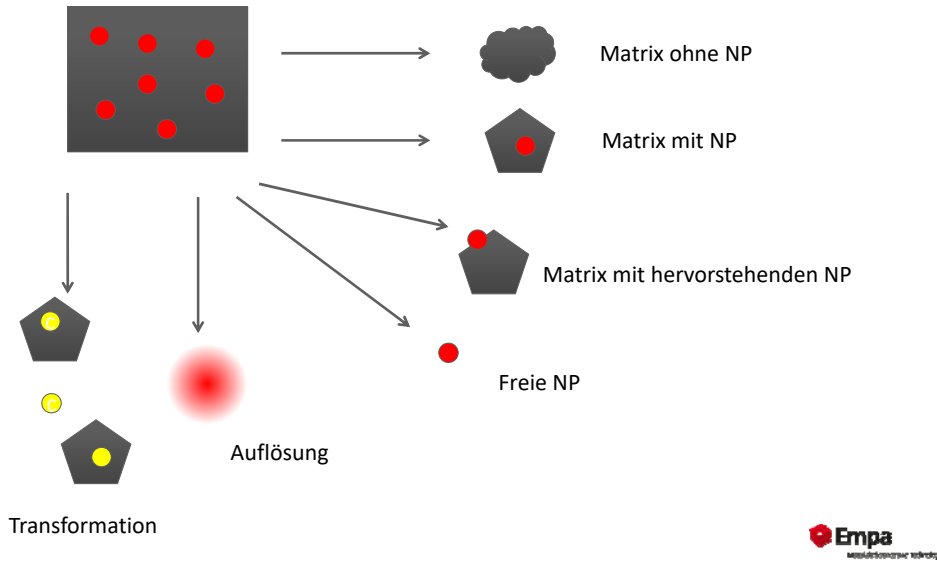 Matrix ohne NP
Matrix mit NP
Matrix mit hervorstehenden NP
C
Freie NP
C
Auflösung
Transformation
Empa